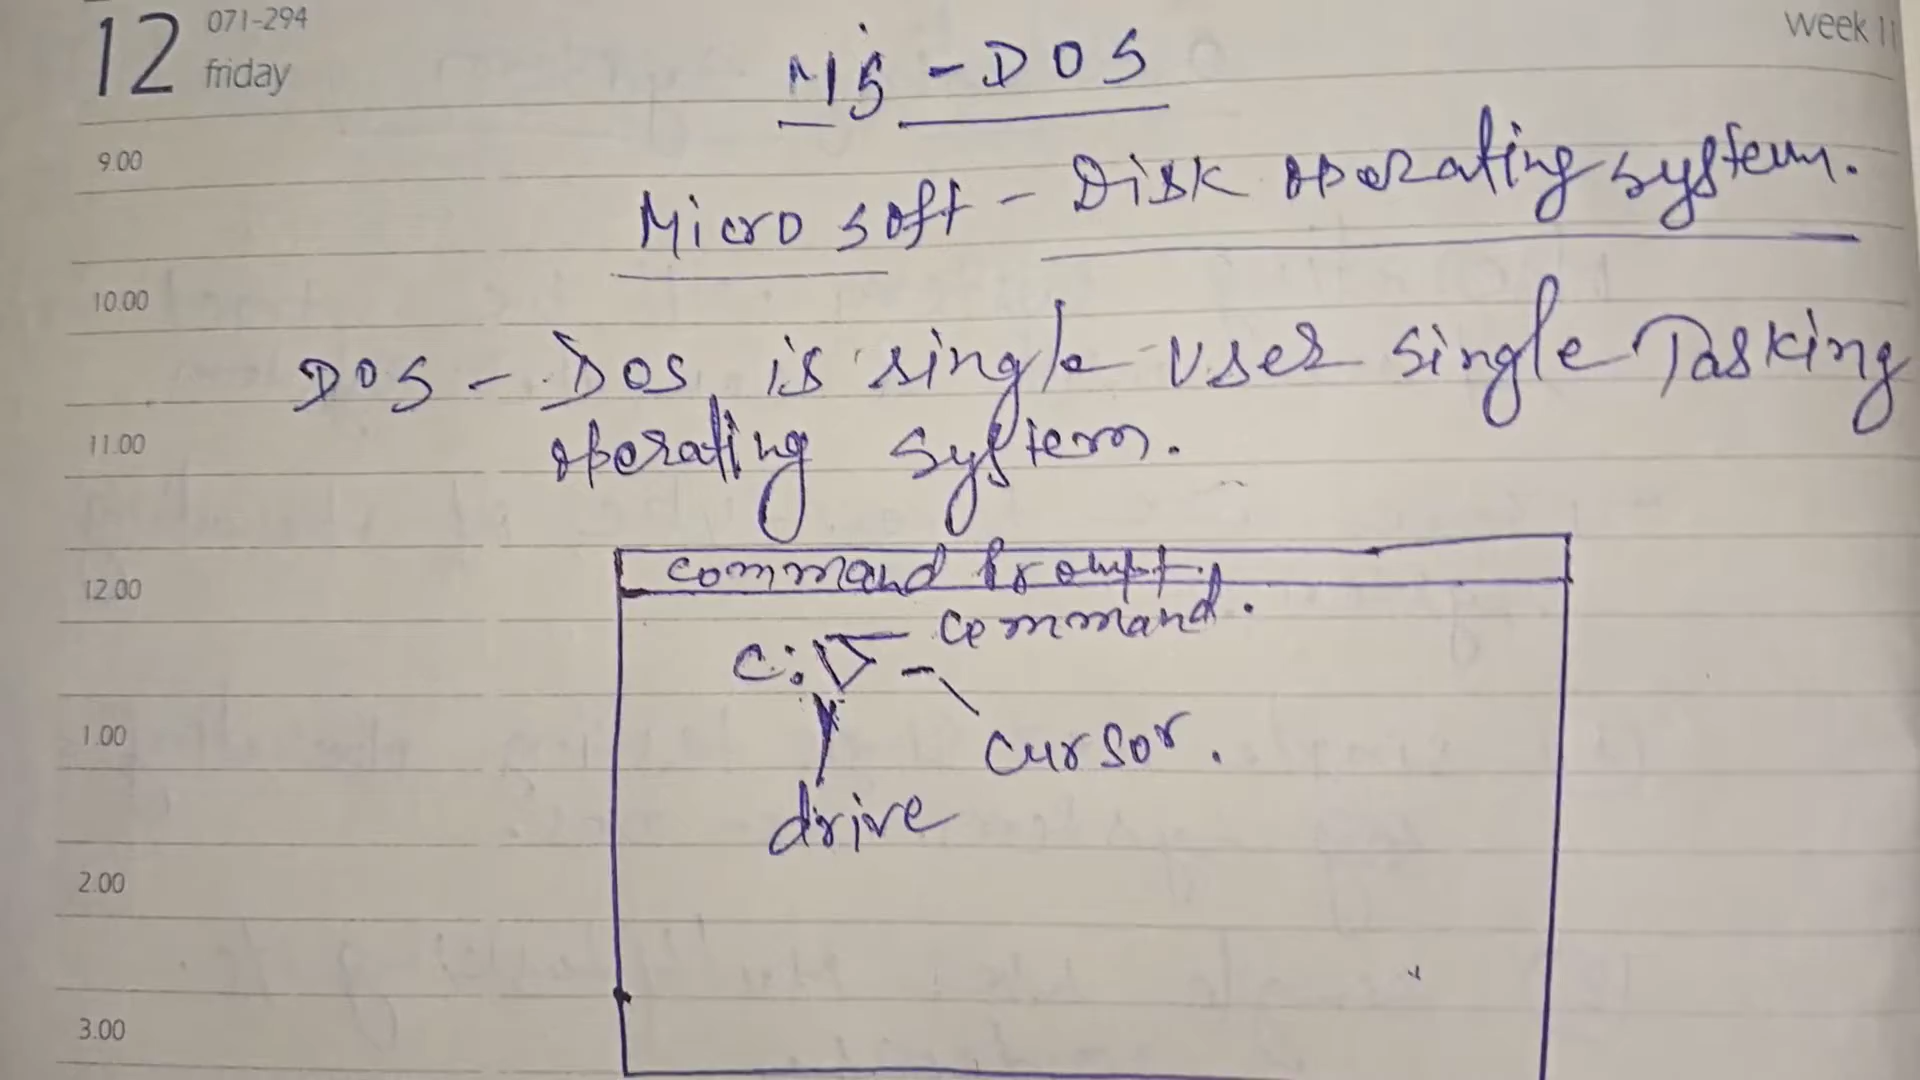 12 071-294 friday
week 11
MS - DOS
9.00
Micro soft - Disk operating system.
10.00
DOS - DOS is single user single Tasking
11.00
operating system.
command Prompt.
12.00
command.
C:\> _
1.00
cursor.
drive
2.00
3.00